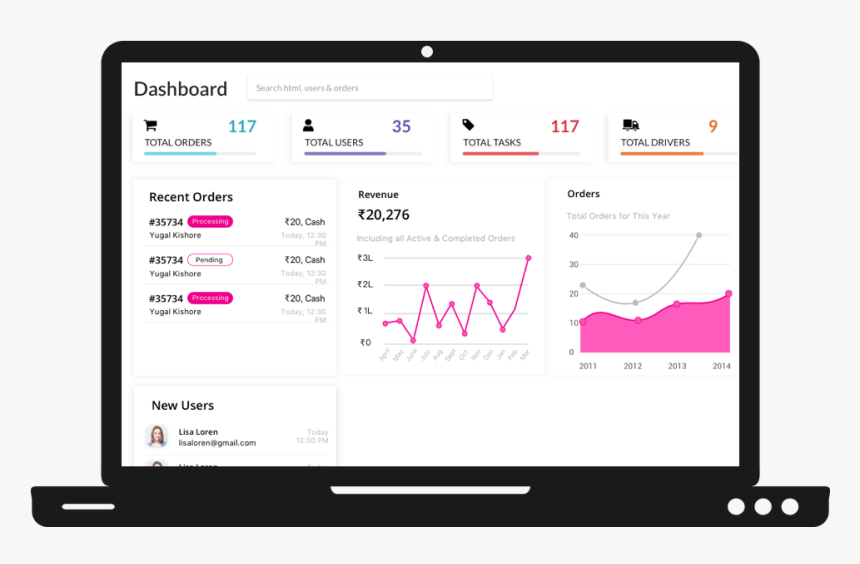 Dashboard
Search html, users & orders
117
TOTAL ORDERS
35
TOTAL USERS
117
TOTAL TASKS
9
TOTAL DRIVERS
Recent Orders
#35734 Processing ₹20, Cash
Yugal Kishore Today, 12:30
PM
#35734 Pending ₹20, Cash
Yugal Kishore Today, 12:30
PM
#35734 Processing ₹20, Cash
Yugal Kishore Today, 12:30
PM
Revenue
₹20,276
Including all Active & Completed Orders
₹3L
₹2L
₹1L
₹0
April May June July Aug Sept Oct Nov Dec Jan Feb Mar
Orders
Total Orders for This Year
40
30
20
10
0
2011 2012 2013 2014
New Users
Lisa Loren Today
lisaloren@gmail.com 12:30 PM